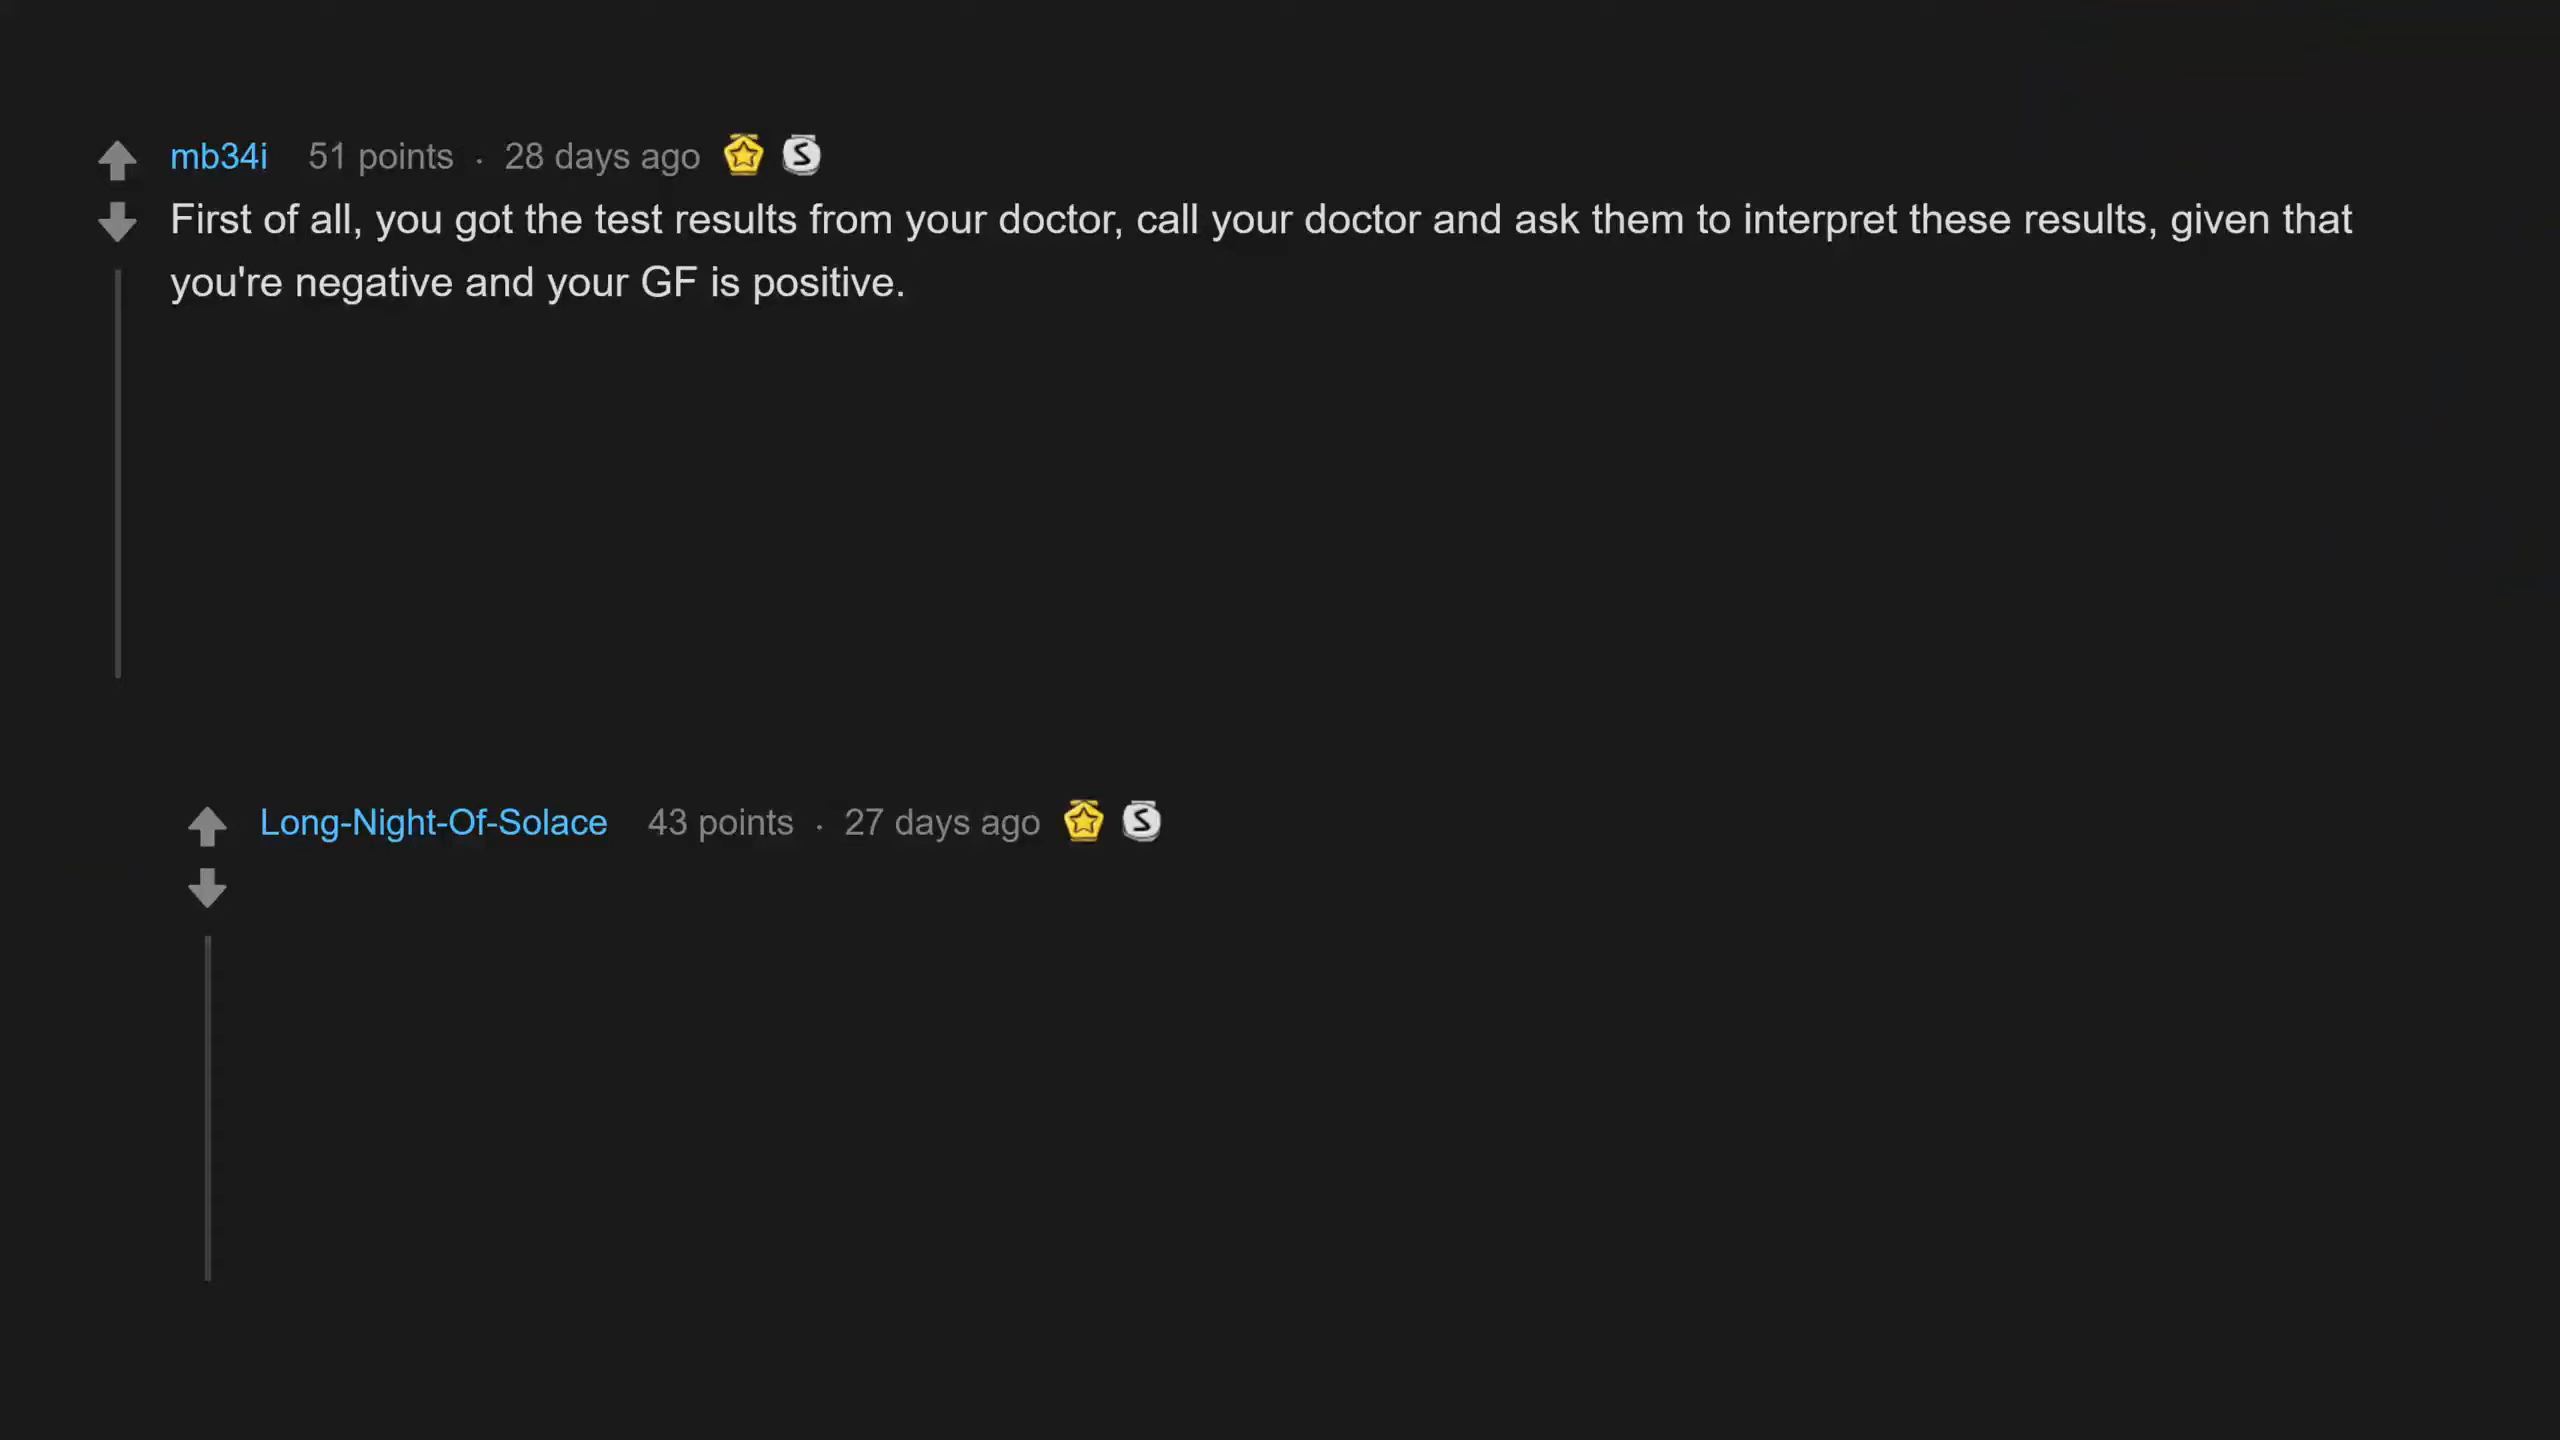 mb34i 51 points · 28 days ago S
First of all, you got the test results from your doctor, call your doctor and ask them to interpret these results, given that
you're negative and your GF is positive.
Long-Night-Of-Solace 43 points · 27 days ago S